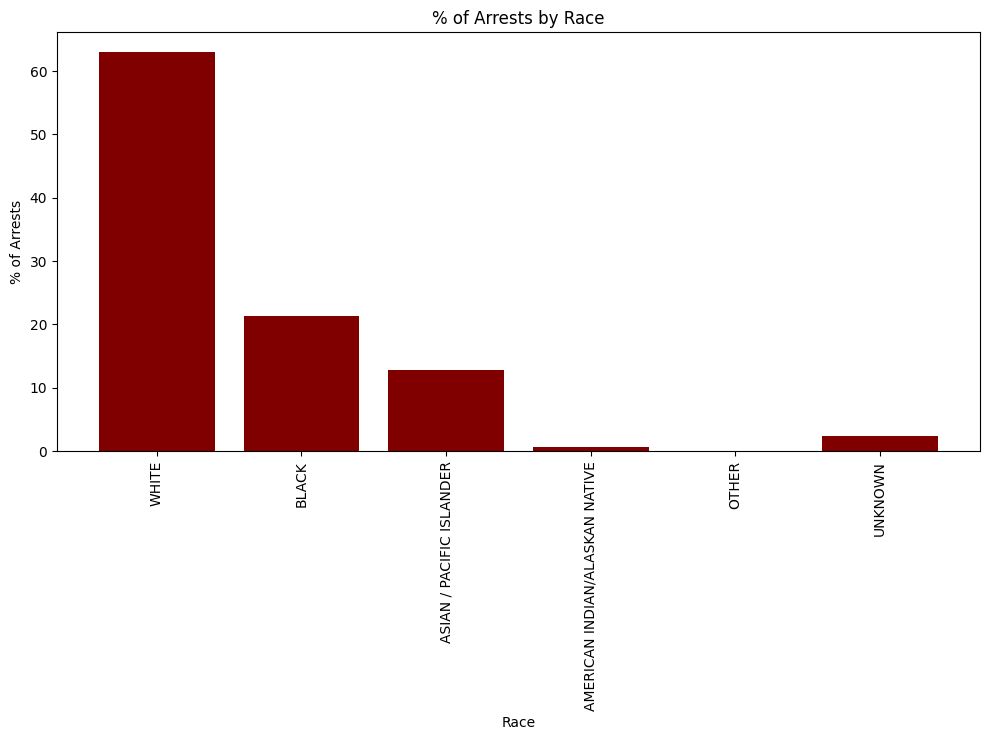 % of Arrests by Race
% of Arrests
60
50
40
30
20
10
0
WHITE
BLACK
ASIAN / PACIFIC ISLANDER
AMERICAN INDIAN/ALASKAN NATIVE
OTHER
UNKNOWN
Race